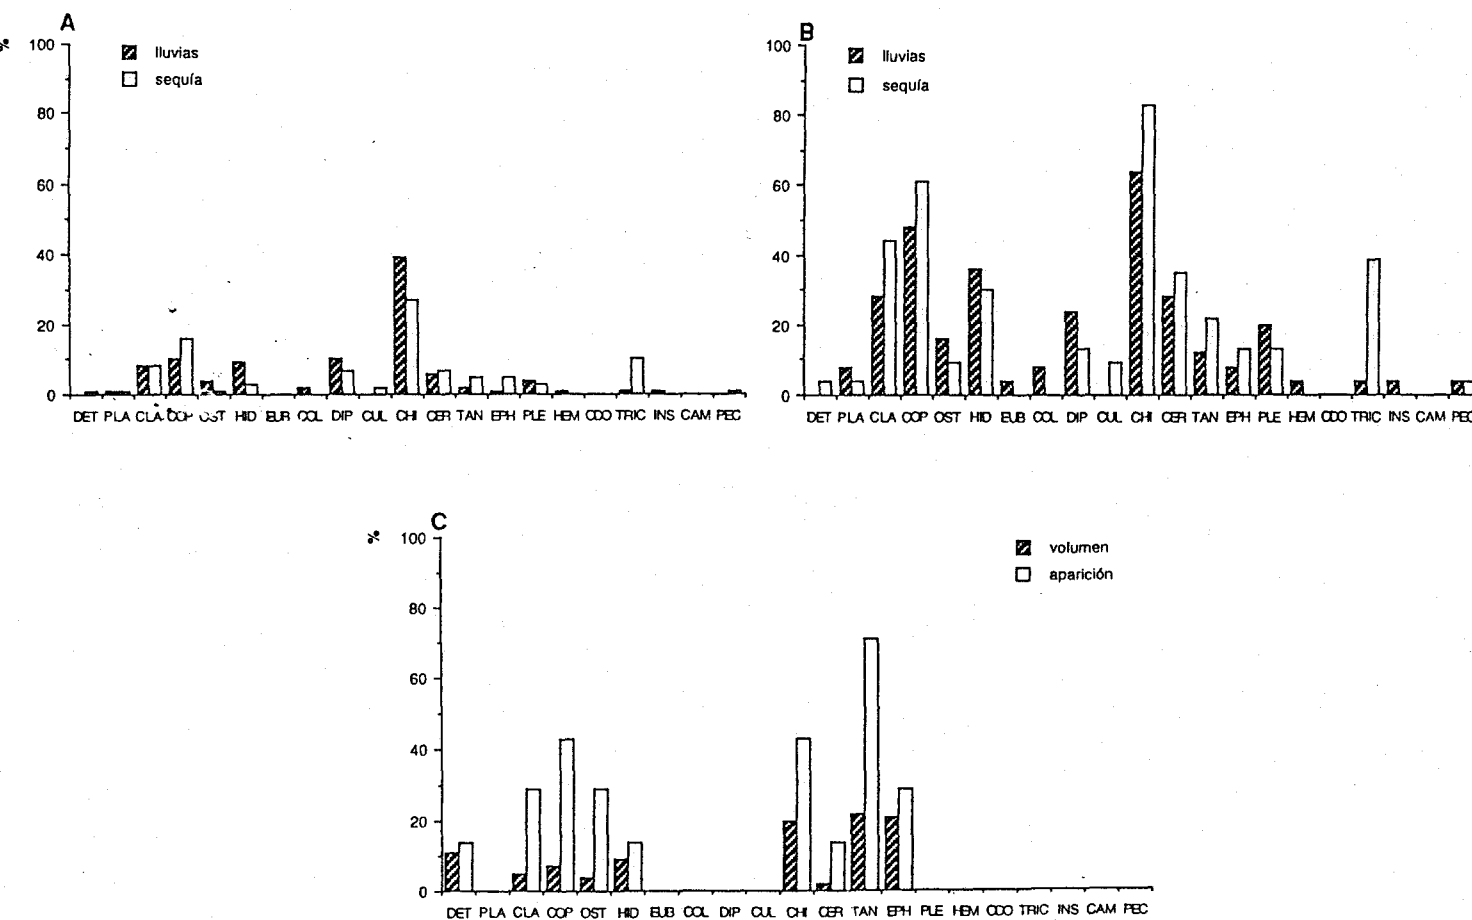 A
%
100
lluvias
sequía
80
60
40
20
0
DET PLA CLA COP OST HID EUR COL DIP CUL CHI CER TAN EPH PLE HEM ODO TRIC INS CAM PEC
B
100
lluvias
sequía
80
60
40
20
0
DET PLA CLA COP OST HID EUB COL DIP CUL CHI CER TAN EPH PLE HEM ODO TRIC INS CAM PEC
C
%
100
volumen
aparición
80
60
40
20
0
DET PLA CLA COP OST HID EUB COL DIP CUL CHI CER TAN EPH PLE HEM ODO TRIC INS CAM PEC